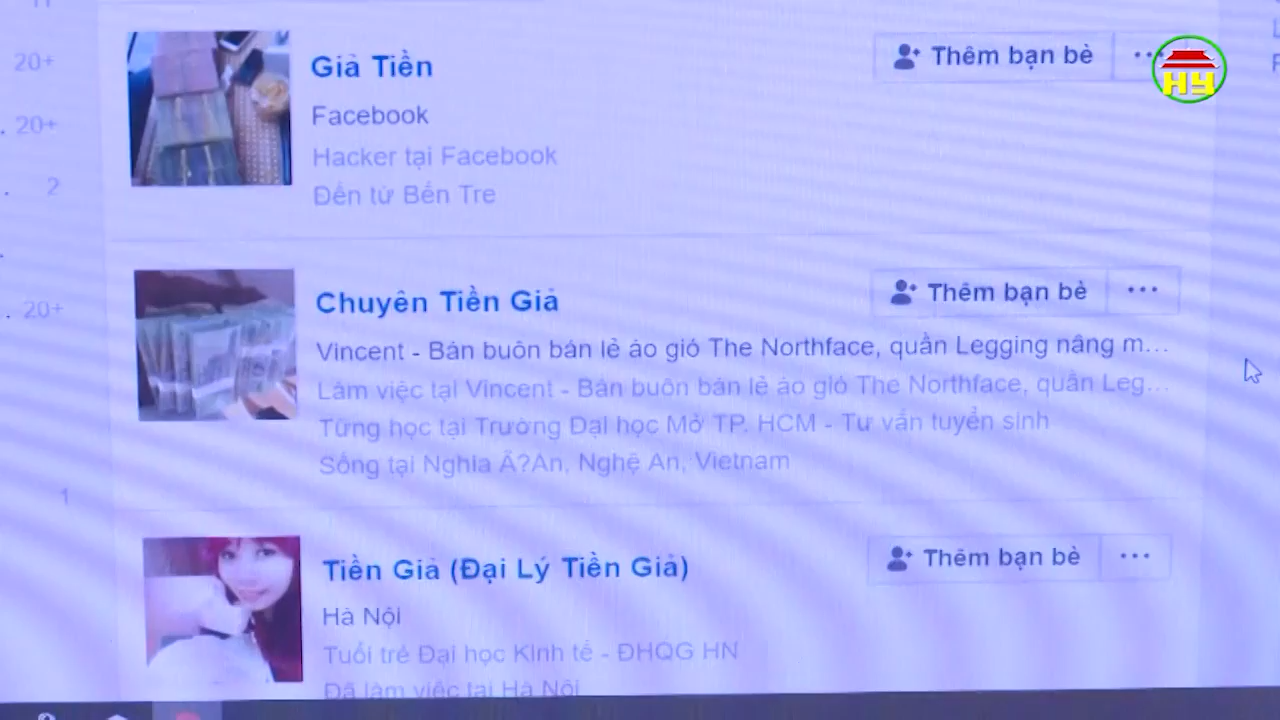 20+
Giả Tiền
Thêm bạn bè
HY
Facebook
20+
Hacker tại Facebook
2
Đến từ Bến Tre
Chuyên Tiền Giả
Thêm bạn bè
20+
Vincent - Bán buôn bán lẻ áo gió The Northface, quần Legging nâng m...
Làm việc tại Vincent - Bán buôn bán lẻ áo gió The Northface, quần Leg...
Từng học tại Trường Đại học Mở TP. HCM - Tư vấn tuyển sinh
Sống tại Nghia Ã?Àn, Nghệ An, Vietnam
1
Tiền Giả (Đại Lý Tiền Giả)
Thêm bạn bè
Hà Nội
Tuổi trẻ Đại học Kinh tế - ĐHQG HN
Đã làm việc tại Hà Nội